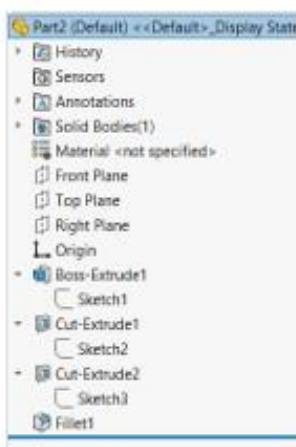 Part2 (Default) <<Default>_Display State
History
Sensors
Annotations
Solid Bodies(1)
Material <not specified>
Front Plane
Top Plane
Right Plane
Origin
Boss-Extrude1
Sketch1
Cut-Extrude1
Sketch2
Cut-Extrude2
Sketch3
Fillet1